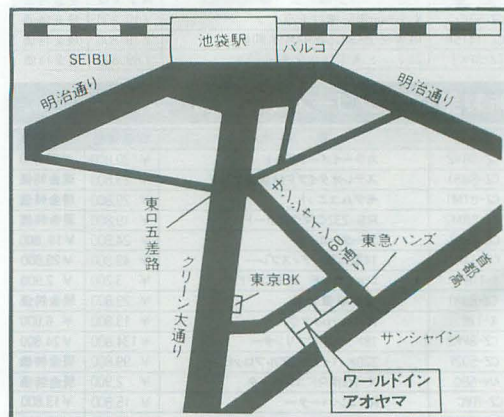 池袋駅
パルコ
SEIBU
明治通り
明治通り
東口五差路
サンシャイン60通り
東急ハンズ
首都高
クリーン大通り
東京BK
サンシャイン
ワールドイン
アオヤマ